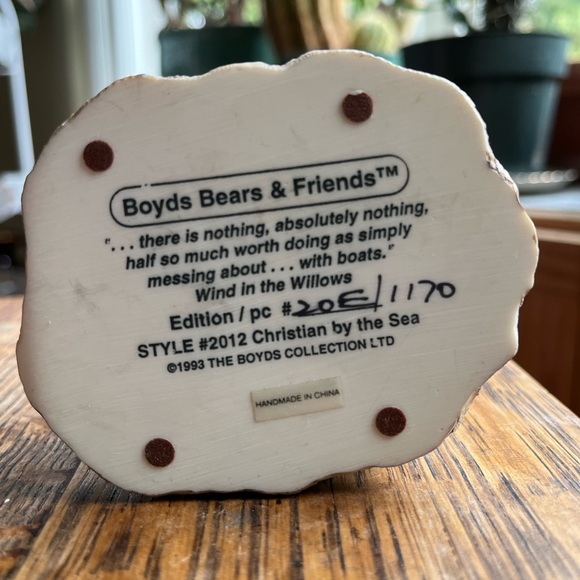 Boyds Bears & Friends™
"... there is nothing, absolutely nothing,
half so much worth doing as simply
messing about ... with boats."
Wind in the Willows
Edition / pc #20E/1170
STYLE #2012 Christian by the Sea
©1993 THE BOYDS COLLECTION LTD
HANDMADE IN CHINA